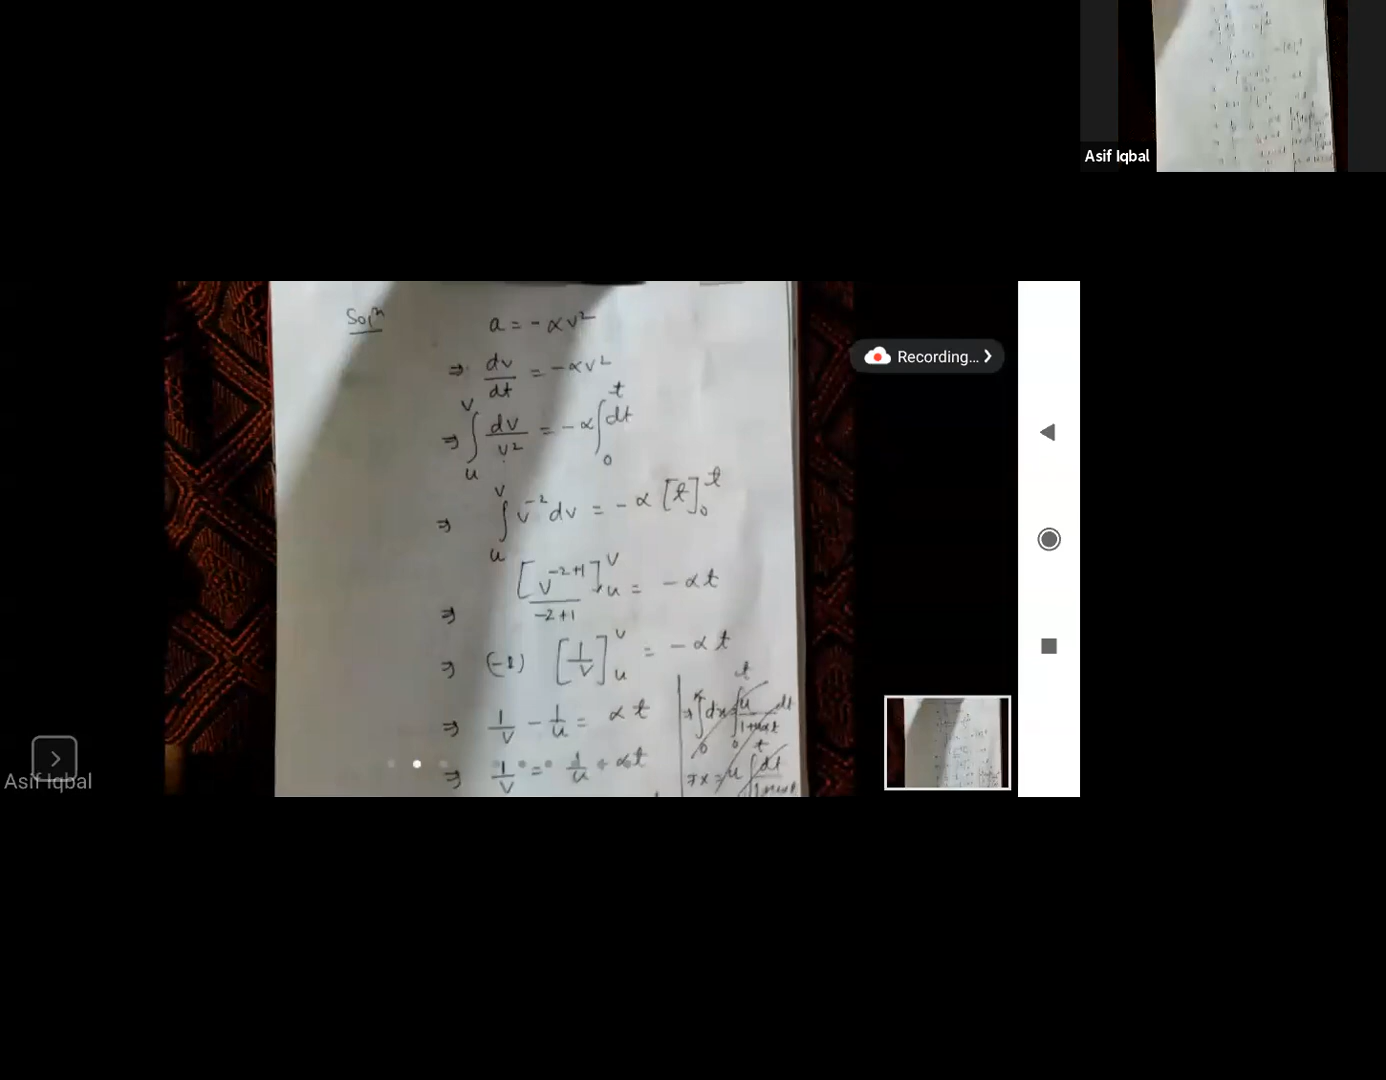 Asif Iqbal
Solⁿ
a = - αv²
⇒ dv/dt = - αv²
⇒ ∫_u^v dv/v² = - α ∫_0^t dt
⇒ ∫_u^v v⁻² dv = - α [t]_0^t
⇒ [v^(-2+1)]_u^v / -2+1 = - αt
⇒ (-1) [1/v]_u^v = - αt
⇒ 1/v - 1/u = αt
⇒ 1/v = 1/u + αt
Recording...
Asif Iqbal